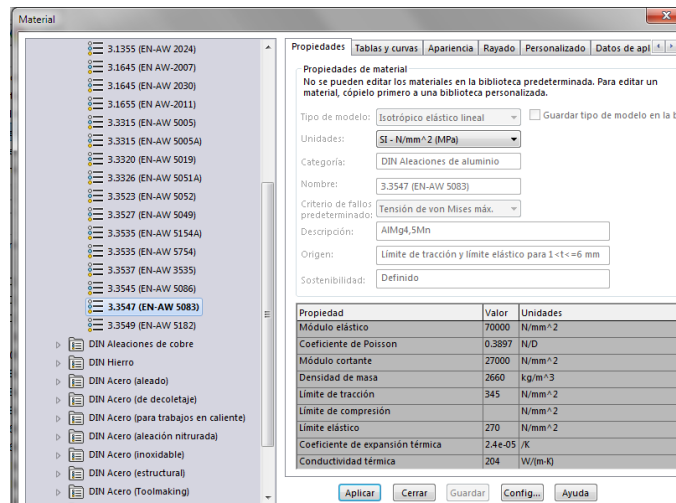 Material
3.1355 (EN-AW 2024)
3.1645 (EN-AW-2007)
3.1645 (EN-AW 2030)
3.1655 (EN-AW-2011)
3.3315 (EN-AW 5005)
3.3315 (EN-AW 5005A)
3.3320 (EN-AW 5019)
3.3326 (EN-AW 5051A)
3.3523 (EN-AW 5052)
3.3527 (EN-AW 5049)
3.3535 (EN-AW 5154A)
3.3535 (EN-AW 5754)
3.3537 (EN-AW 3535)
3.3545 (EN-AW 5086)
3.3547 (EN-AW 5083)
3.3549 (EN-AW 5182)
DIN Aleaciones de cobre
DIN Hierro
DIN Acero (aleado)
DIN Acero (de decoletaje)
DIN Acero (para trabajos en caliente)
DIN Acero (aleación nitrurada)
DIN Acero (inoxidable)
DIN Acero (estructural)
DIN Acero (Toolmaking)
Propiedades Tablas y curvas Apariencia Rayado Personalizado Datos de apl
Propiedades de material
No se pueden editar los materiales en la biblioteca predeterminada. Para editar un
material, cópielo primero a una biblioteca personalizada.
Tipo de modelo: Isotrópico elástico lineal Guardar tipo de modelo en la b
Unidades: SI - N/mm^2 (MPa)
Categoría: DIN Aleaciones de aluminio
Nombre: 3.3547 (EN-AW 5083)
Criterio de fallos
predeterminado: Tensión de von Mises máx.
Descripción: AlMg4,5Mn
Origen: Límite de tracción y límite elástico para 1<t<=6 mm
Sostenibilidad: Definido
Propiedad Valor Unidades
Módulo elástico 70000 N/mm^2
Coeficiente de Poisson 0.3897 N/D
Módulo cortante 27000 N/mm^2
Densidad de masa 2660 kg/m^3
Límite de tracción 345 N/mm^2
Límite de compresión N/mm^2
Límite elástico 270 N/mm^2
Coeficiente de expansión térmica 2.4e-05 /K
Conductividad térmica 204 W/(m·K)
Aplicar Cerrar Guardar Config... Ayuda